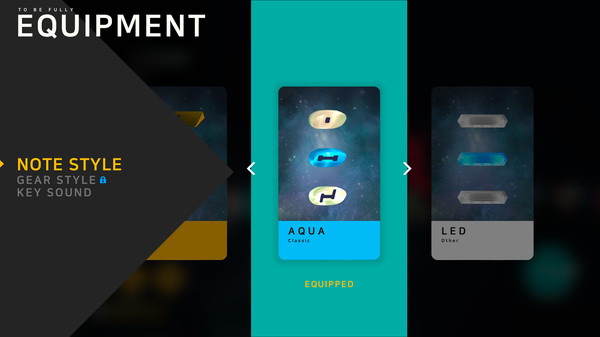 TO BE FULLY
EQUIPMENT
NOTE STYLE
GEAR STYLE
KEY SOUND
AQUA
Classic
EQUIPPED
LED
Other